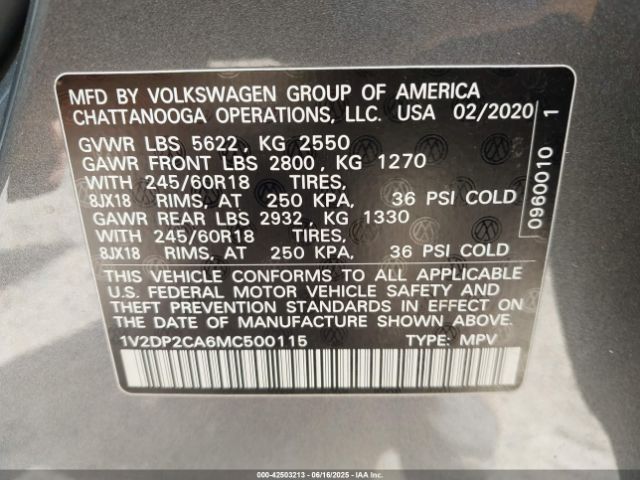 MFD BY VOLKSWAGEN GROUP OF AMERICA
CHATTANOOGA OPERATIONS, LLC. USA 02/2020
GVWR LBS 5622, KG 2550
GAWR FRONT LBS 2800, KG 1270
WITH 245/60R18 TIRES,
8JX18 RIMS, AT 250 KPA, 36 PSI COLD
GAWR REAR LBS 2932, KG 1330
WITH 245/60R18 TIRES,
8JX18 RIMS, AT 250 KPA, 36 PSI COLD
THIS VEHICLE CONFORMS TO ALL APPLICABLE
U.S. FEDERAL MOTOR VEHICLE SAFETY AND
THEFT PREVENTION STANDARDS IN EFFECT ON
THE DATE OF MANUFACTURE SHOWN ABOVE.
1V2DP2CA6MC500115 TYPE: MPV
0960010 1
000-42503213 - 06/16/2025 - IAAI.COM